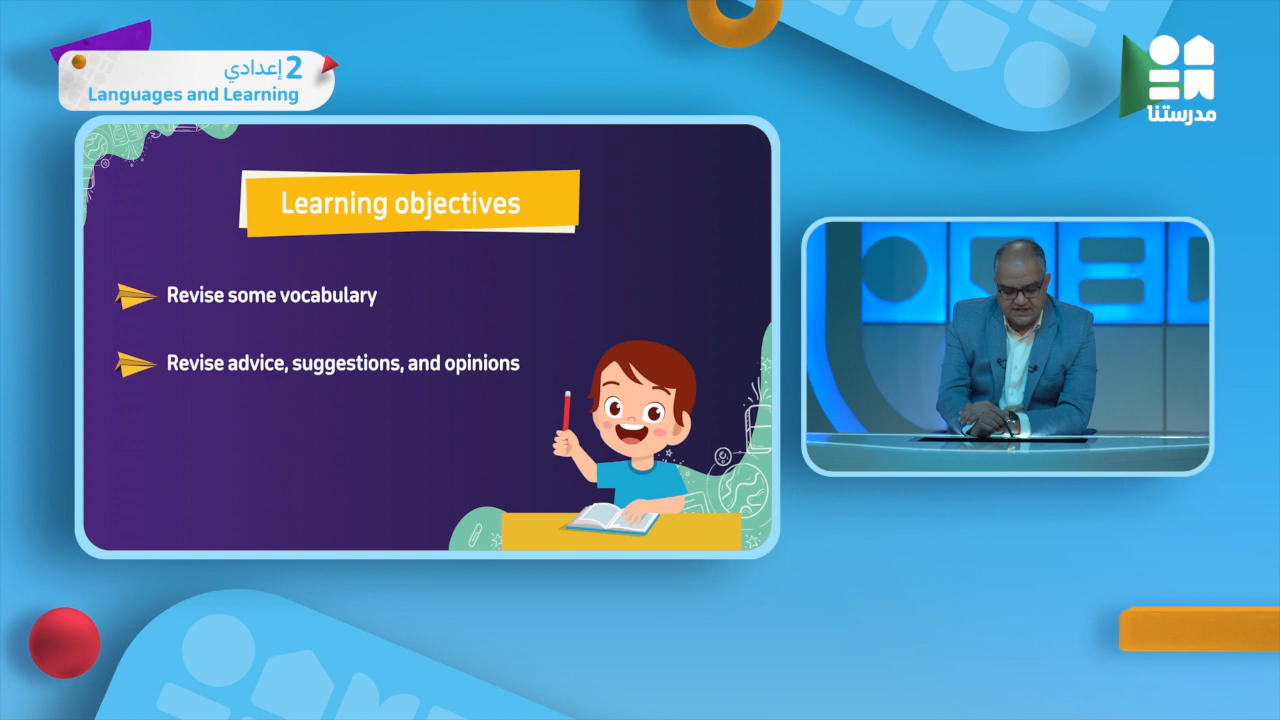 2 إعدادي
Languages and Learning
مدرستنا
Learning objectives
Revise some vocabulary
Revise advice, suggestions, and opinions